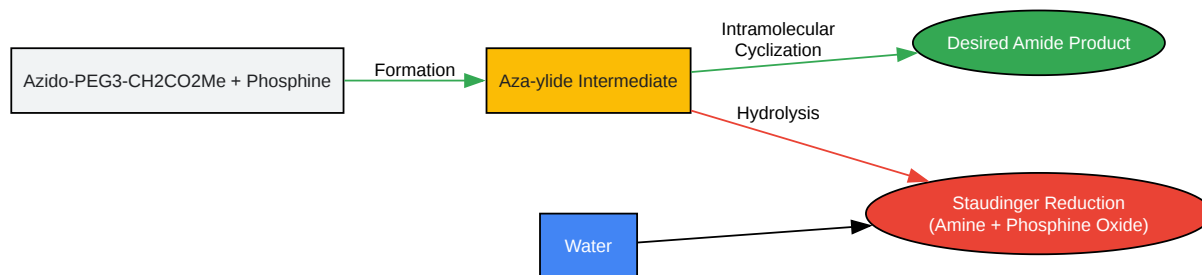 Azido-PEG3-CH2CO2Me + Phosphine
Formation
Aza-ylide Intermediate
Intramolecular
Cyclization
Desired Amide Product
Hydrolysis
Staudinger Reduction
(Amine + Phosphine Oxide)
Water